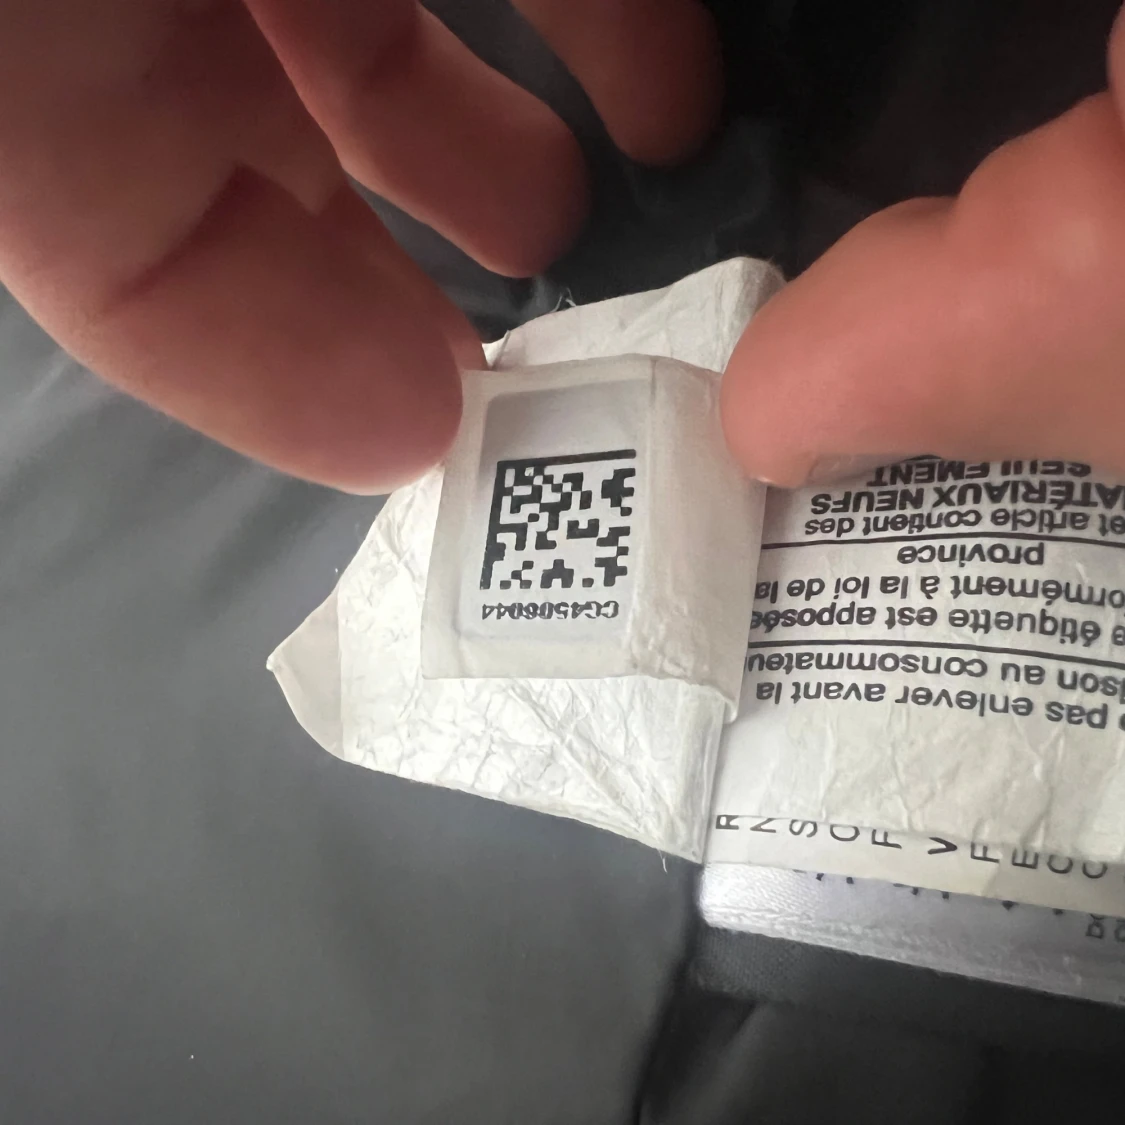 pas enlever avant la
ison au consommateu
étiquette est apposée
ormément à la loi de la
province
et article contient des
ATÉRIAUX NEUFS
SEULEMENT
CG4506044